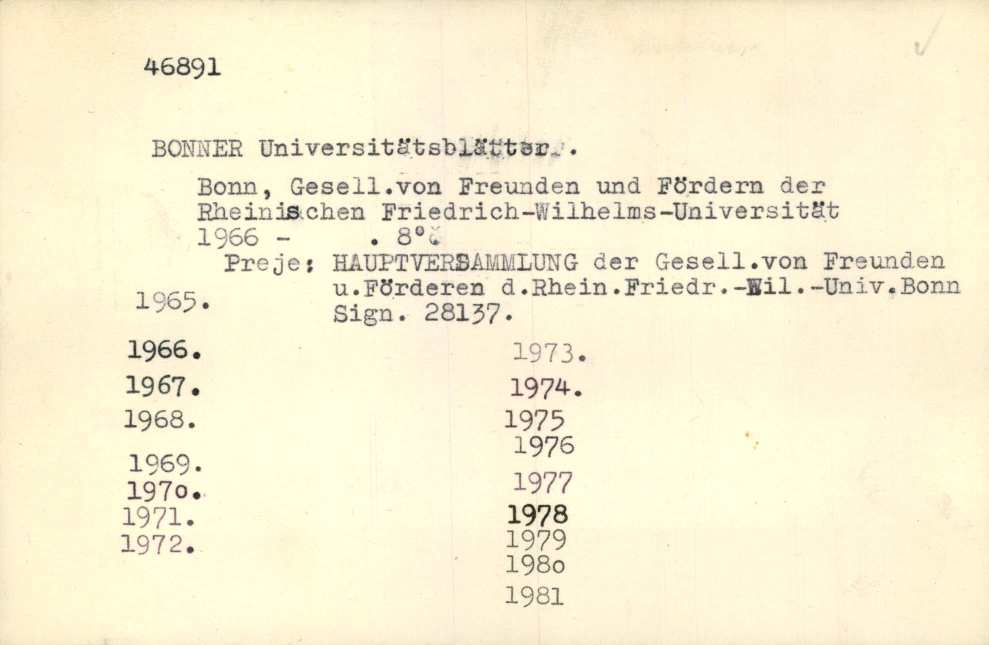 46891
BONNER Universitätsblätter.
Bonn, Gesell.von Freunden und Fördern der
Rheinischen Friedrich-Wilhelms-Universität
1966 - . 8°
Preje: HAUPTVERSAMMLUNG der Gesell.von Freunden
u.Förderen d.Rhein.Friedr.-Wil.-Univ.Bonn
Sign. 28137.
1965.
1966.
1967.
1968.
1969.
197o.
1971.
1972.
1973.
1974.
1975
1976
1977
1978
1979
198o
1981